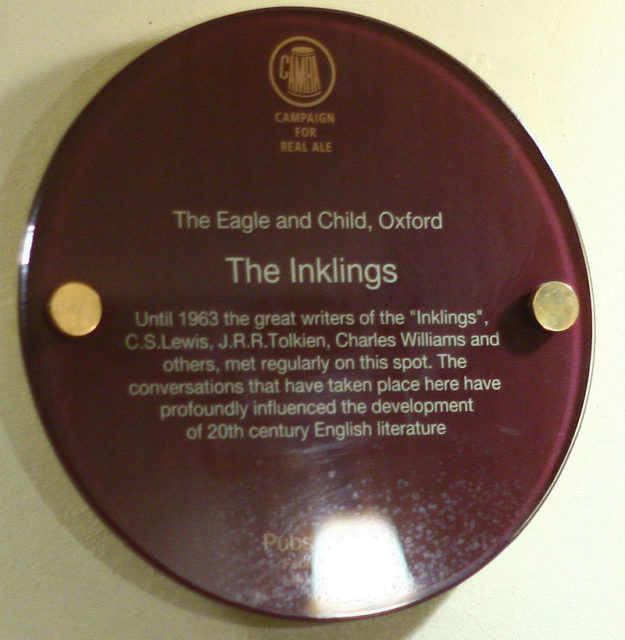 CAMRA
CAMPAIGN
FOR
REAL ALE
The Eagle and Child, Oxford
The Inklings
Until 1963 the great writers of the "Inklings",
C.S.Lewis, J.R.R.Tolkien, Charles Williams and
others, met regularly on this spot. The
conversations that have taken place here have
profoundly influenced the development
of 20th century English literature